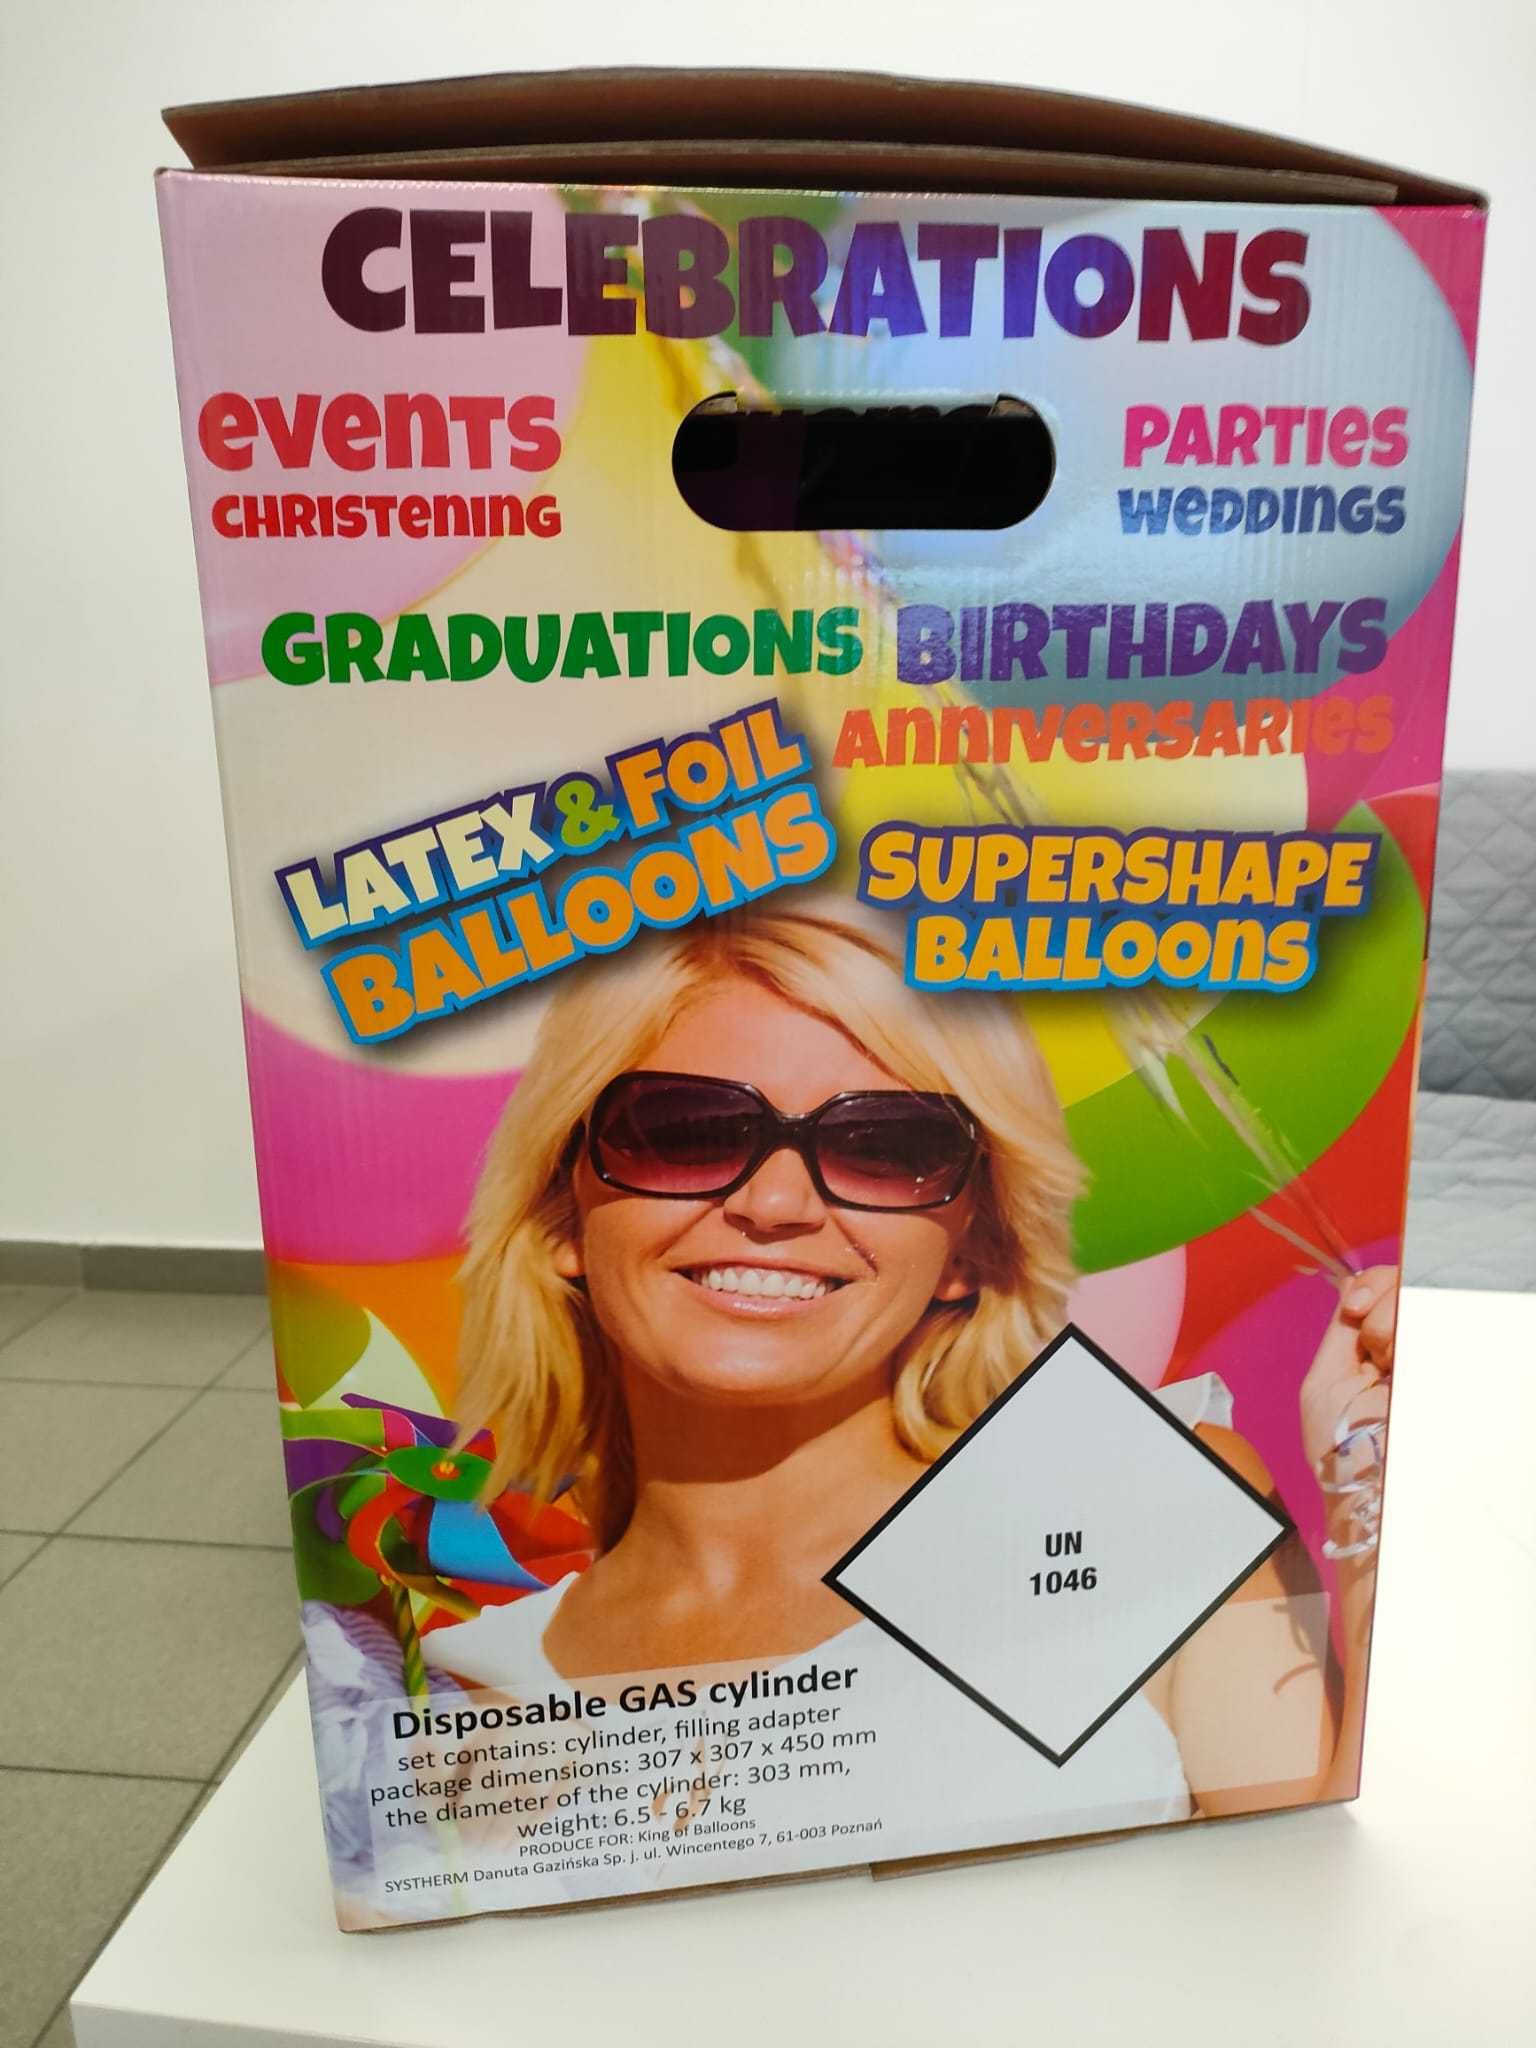 CELEBRATIONS
eVenTS
CHRISTENING
PARTIES
WEDDINGS
GRADUATIONS BIRTHDAYS
ANNIVERSARIES
LATEX & FOIL
BALLOONS
SUPERSHAPE
BALLOONS
UN
1046
Disposable GAS cylinder
set contains: cylinder, filling adapter
package dimensions: 307 x 307 x 450 mm
the diameter of the cylinder: 303 mm,
weight: 6.5 - 6.7 kg
PRODUCE FOR: King of Balloons
SYSTHERM Danuta Gazińska Sp. j. ul. Wincentego 7, 61-003 Poznań